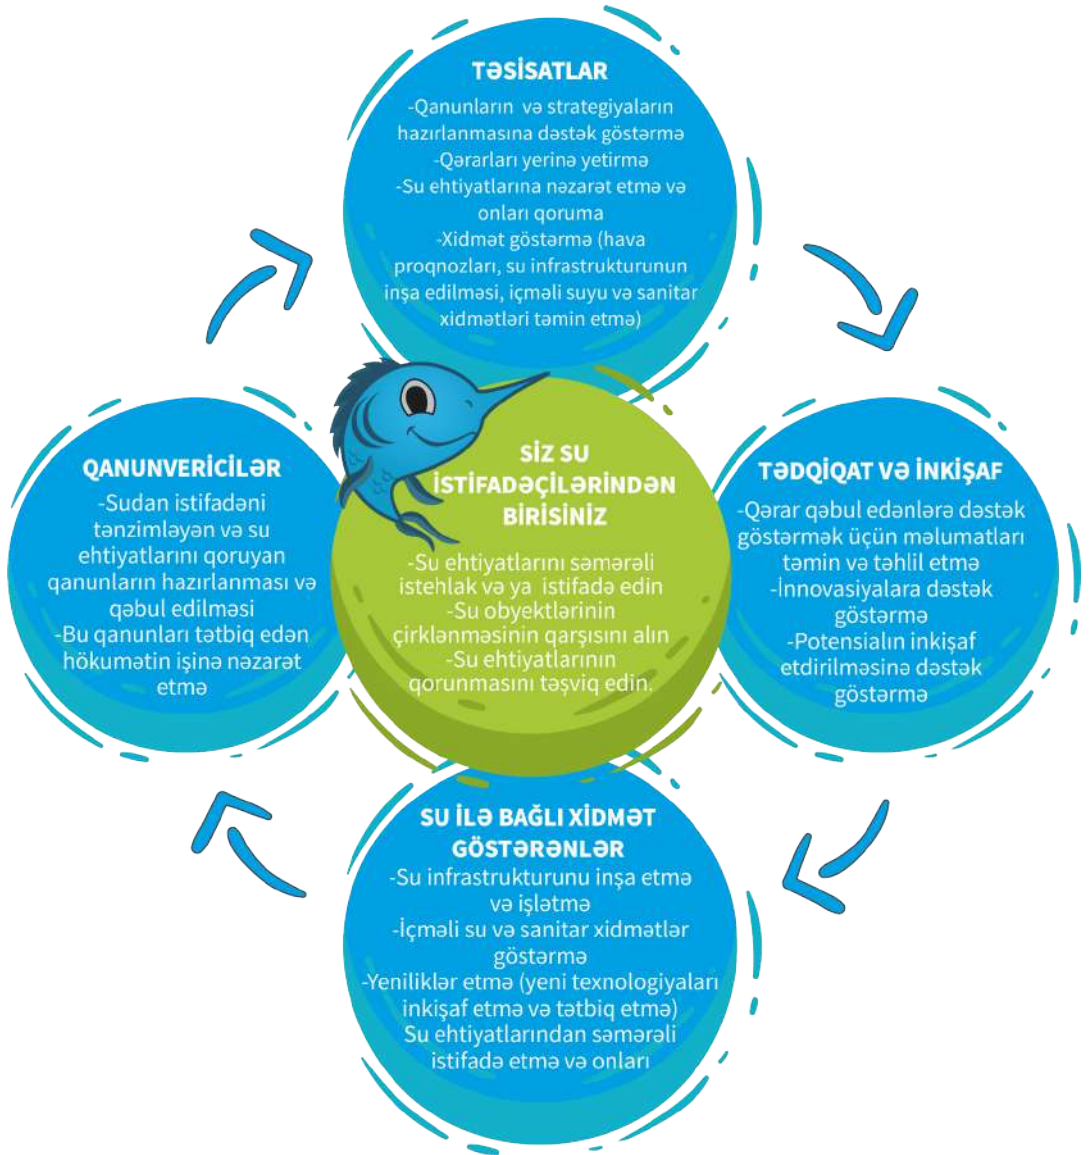 TƏSİSATLAR
-Qanunların və strategiyaların
hazırlanmasına dəstək göstərmə
-Qərarları yerinə yetirmə
-Su ehtiyatlarına nəzarət etmə və
onları qoruma
-Xidmət göstərmə (hava
proqnozları, su infrastrukturunun
inşa edilməsi, içməli suyu və sanitar
xidmətləri təmin etmə)
QANUNVERİCİLƏR
-Sudan istifadəni
tənzimləyən və su
ehtiyatlarını qoruyan
qanunların hazırlanması və
qəbul edilməsi
-Bu qanunları tətbiq edən
hökumətin işinə nəzarət
etmə
SİZ SU
İSTİFADƏÇİLƏRİNDƏN
BİRİSİNİZ
-Su ehtiyatlarını səmərəli
istehlak və ya istifadə edin
-Su obyektlərinin
çirklənməsinin qarşısını alın
-Su ehtiyatlarının
qorunmasını təşviq edin.
TƏDQİQAT VƏ İNKİŞAF
-Qərar qəbul edənlərə dəstək
göstərmək üçün məlumatları
təmin və təhlil etmə
-İnnovasiyalara dəstək
göstərmə
-Potensialın inkişaf
etdirilməsinə dəstək
göstərmə
SU İLƏ BAĞLI XİDMƏT
GÖSTƏRƏNLƏR
-Su infrastrukturunu inşa etmə
və işlətmə
-İçməli su və sanitar xidmətlər
göstərmə
-Yeniliklər etmə (yeni texnologiyaları
inkişaf etmə və tətbiq etmə)
Su ehtiyatlarından səmərəli
istifadə etmə və onları